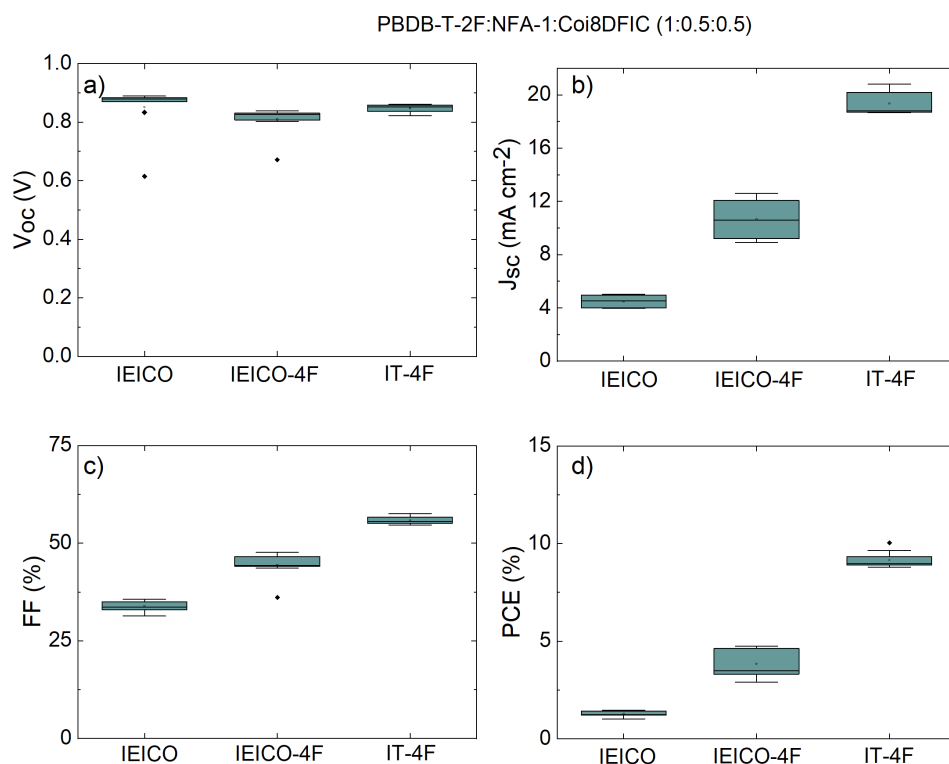 PBDB-T-2F:NFA-1:Coi8DFIC (1:0.5:0.5)
a)
1.0
0.8
0.6
0.4
0.2
0.0
Voc (V)
IEICO IEICO-4F IT-4F
b)
20
16
12
8
4
0
Jsc (mA cm-2)
IEICO IEICO-4F IT-4F
c)
75
50
25
0
FF (%)
IEICO IEICO-4F IT-4F
d)
15
10
5
0
PCE (%)
IEICO IEICO-4F IT-4F